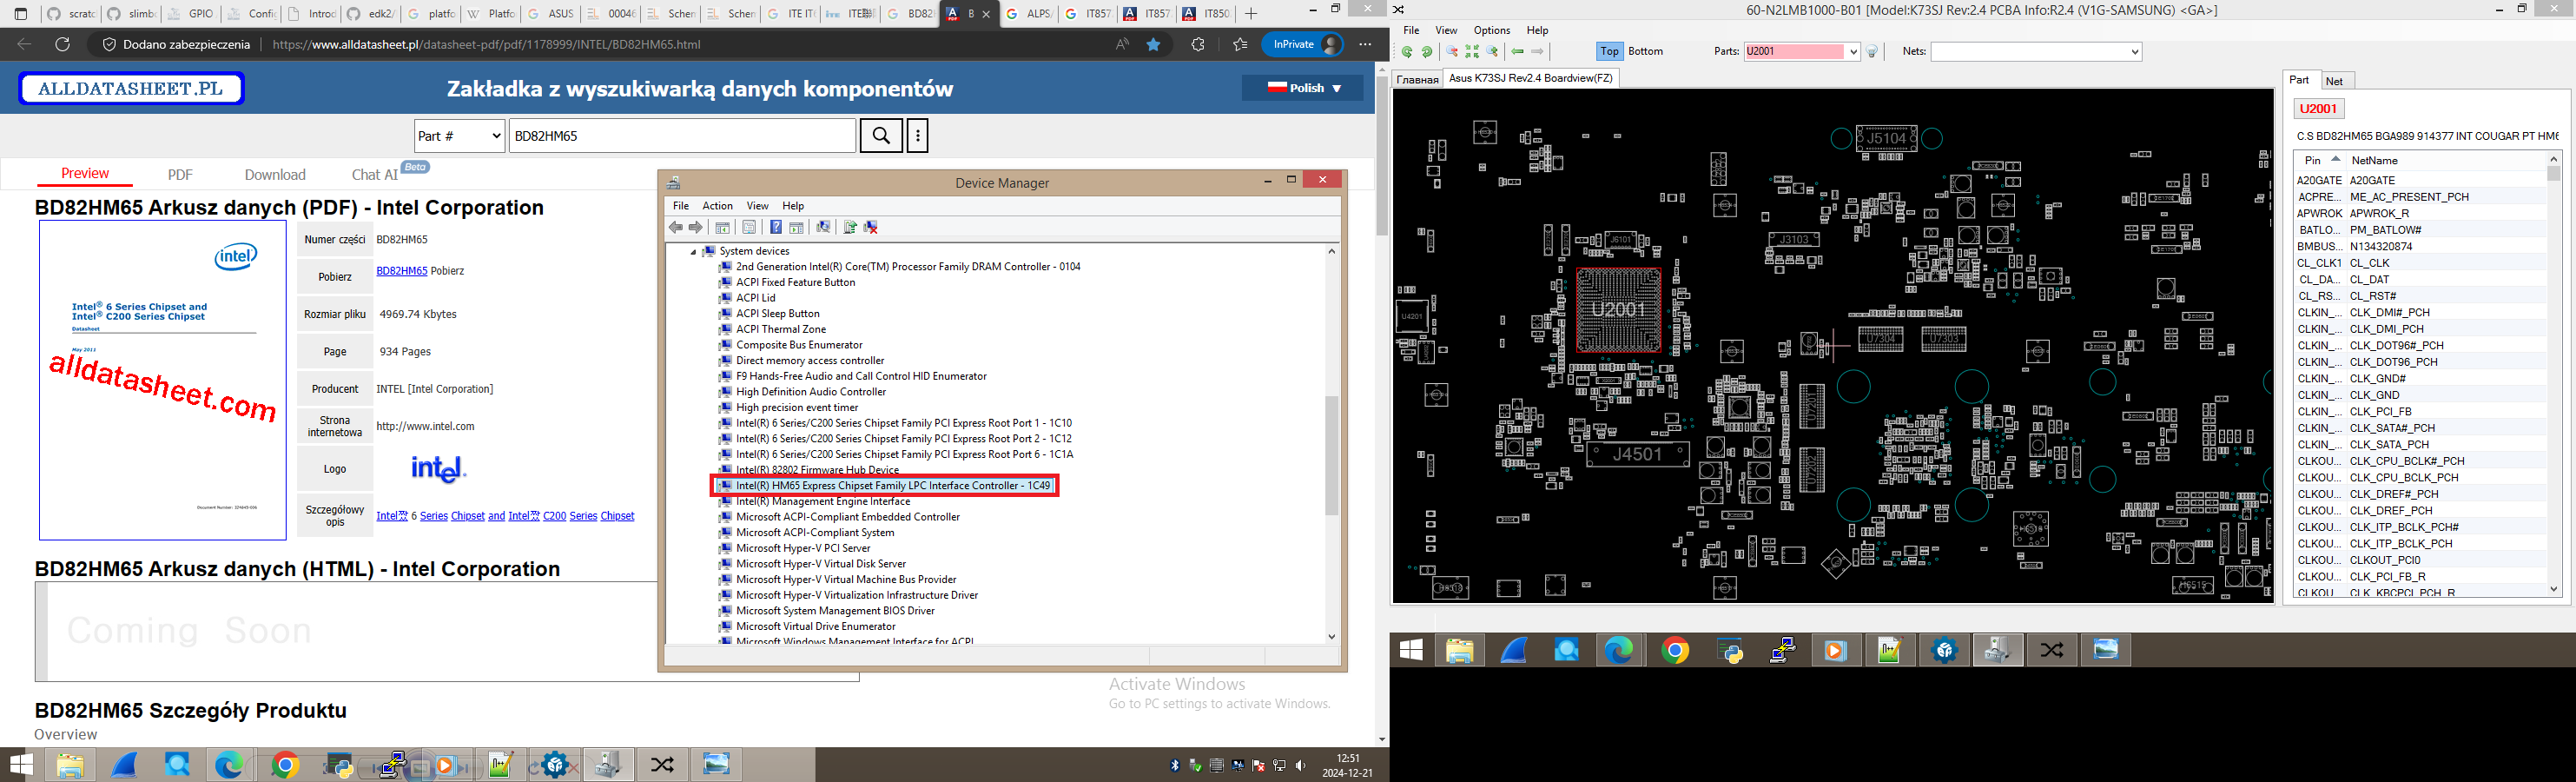 scratc
slimbo
GPIO
Config
Introd
edk2/
platfo
Platfo
ASUS
00046
Schen
Schen
ITE IT
BD82
B
ALPS/
IT857
IT857
IT850
Dodano zabezpieczenia
https://www.alldatasheet.pl/datasheet-pdf/pdf/1178999/INTEL/BD82HM65.html
InPrivate
ALLDATASHEET.PL
Zakładka z wyszukiwarką danych komponentów
Polish ▼
Part #
BD82HM65
Preview
PDF
Download
Chat AI
Beta
BD82HM65 Arkusz danych (PDF) - Intel Corporation
intel
Intel® 6 Series Chipset and
Intel® C200 Series Chipset
Datasheet
May 2011
alldatasheet.com
Numer części
BD82HM65
Pobierz
BD82HM65 Pobierz
Rozmiar pliku
4969.74 Kbytes
Page
934 Pages
Producent
INTEL [Intel Corporation]
Strona
internetowa
http://www.intel.com
Logo
intel.
Szczegółowy
opis
Intel忝 6 Series Chipset and Intel忝 C200 Series Chipset
BD82HM65 Arkusz danych (HTML) - Intel Corporation
Coming Soon
BD82HM65 Szczegóły Produktu
Overview
Device Manager
File Action View Help
System devices
2nd Generation Intel(R) Core(TM) Processor Family DRAM Controller - 0104
ACPI Fixed Feature Button
ACPI Lid
ACPI Sleep Button
ACPI Thermal Zone
Composite Bus Enumerator
Direct memory access controller
F9 Hands-Free Audio and Call Control HID Enumerator
High Definition Audio Controller
High precision event timer
Intel(R) 6 Series/C200 Series Chipset Family PCI Express Root Port 1 - 1C10
Intel(R) 6 Series/C200 Series Chipset Family PCI Express Root Port 2 - 1C12
Intel(R) 6 Series/C200 Series Chipset Family PCI Express Root Port 6 - 1C1A
Intel(R) 82802 Firmware Hub Device
Intel(R) HM65 Express Chipset Family LPC Interface Controller - 1C49
Intel(R) Management Engine Interface
Microsoft ACPI-Compliant Embedded Controller
Microsoft ACPI-Compliant System
Microsoft Hyper-V PCI Server
Microsoft Hyper-V Virtual Disk Server
Microsoft Hyper-V Virtual Machine Bus Provider
Microsoft Hyper-V Virtualization Infrastructure Driver
Microsoft System Management BIOS Driver
Microsoft Virtual Drive Enumerator
Microsoft Windows Management Interface for ACPI
Activate Windows
Go to PC settings to activate Windows.
12:51
2024-12-21
60-N2LMB1000-B01 [Model:K73SJ Rev:2.4 PCBA Info:R2.4 (V1G-SAMSUNG) <GA>]
File View Options Help
Top Bottom
Parts: U2001
Nets:
Главная
Asus K73SJ Rev2.4 Boardview(FZ)
J5104
J6101
J3103
U2001
U4201
U7304
U7303
U7201
U7202
J4501
Part Net
U2001
C.S BD82HM65 BGA989 914377 INT COUGAR PT HM6
Pin NetName
A20GATE A20GATE
ACPRE... ME_AC_PRESENT_PCH
APWROK APWROK_R
BATLO... PM_BATLOW#
BMBUS... N134320874
CL_CLK1 CL_CLK
CL_DA... CL_DAT
CL_RS... CL_RST#
CLKIN_... CLK_DMI#_PCH
CLKIN_... CLK_DMI_PCH
CLKIN_... CLK_DOT96#_PCH
CLKIN_... CLK_DOT96_PCH
CLKIN_... CLK_GND#
CLKIN_... CLK_GND
CLKIN_... CLK_PCI_FB
CLKIN_... CLK_SATA#_PCH
CLKIN_... CLK_SATA_PCH
CLKOU... CLK_CPU_BCLK#_PCH
CLKOU... CLK_CPU_BCLK_PCH
CLKOU... CLK_DREF#_PCH
CLKOU... CLK_DREF_PCH
CLKOU... CLK_ITP_BCLK_PCH#
CLKOU... CLK_ITP_BCLK_PCH
CLKOU... CLKOUT_PCI0
CLKOU... CLK_PCI_FB_R
CLKOU... CLK_KBCPCI_PCH_R